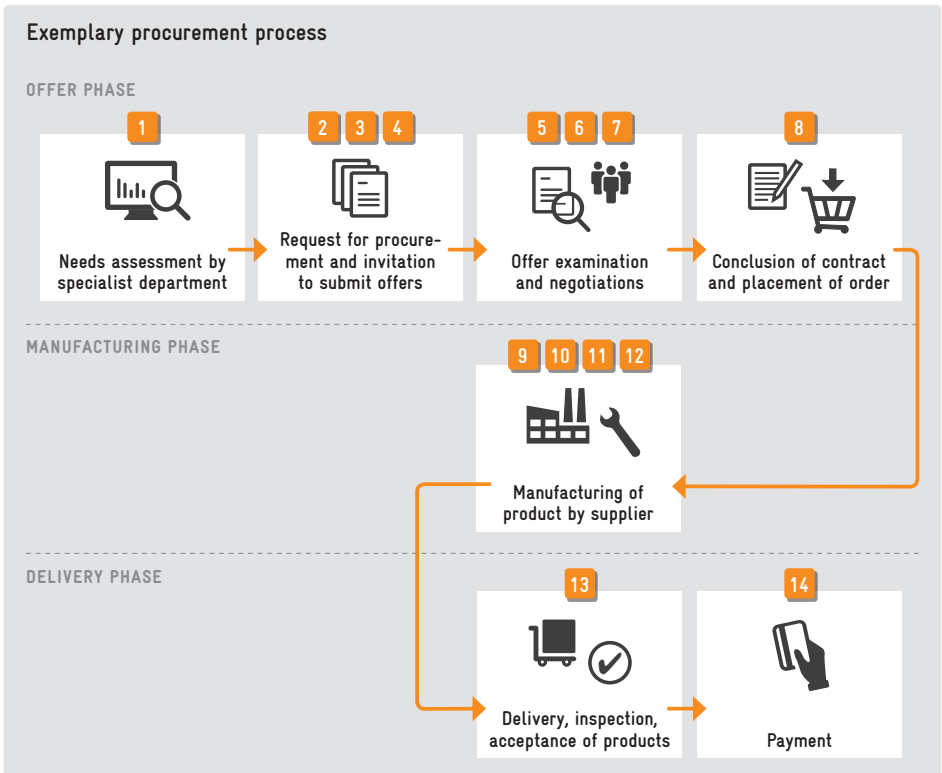 Exemplary procurement process
OFFER PHASE
1
Needs assessment by
specialist department
2 3 4
Request for procure-
ment and invitation
to submit offers
5 6 7
Offer examination
and negotiations
8
Conclusion of contract
and placement of order
MANUFACTURING PHASE
9 10 11 12
Manufacturing of
product by supplier
DELIVERY PHASE
13
Delivery, inspection,
acceptance of products
14
Payment